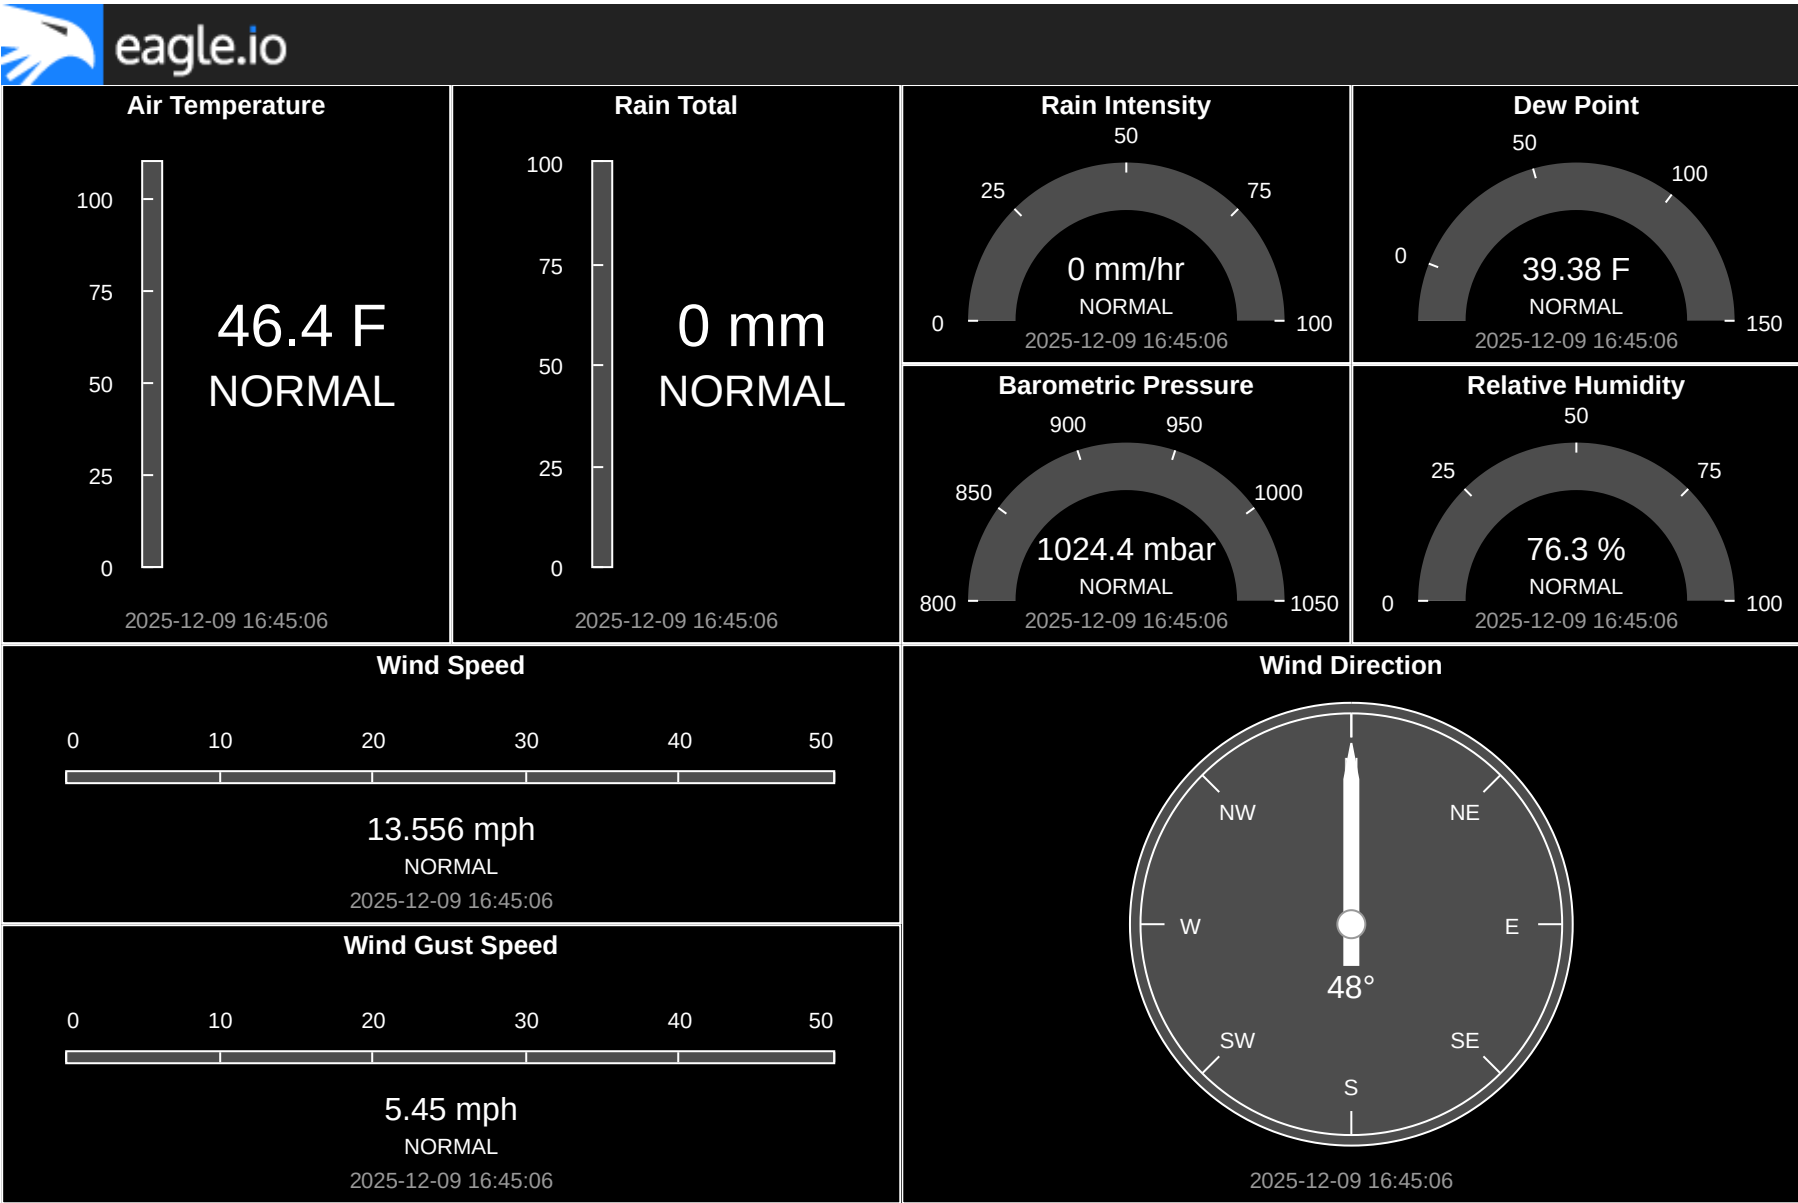 eagle.io
Air Temperature
100
75
50
25
0
46.4 F
NORMAL
2025-12-09 16:45:06
Rain Total
100
75
50
25
0
0 mm
NORMAL
2025-12-09 16:45:06
Rain Intensity
0
25
50
75
100
0 mm/hr
NORMAL
2025-12-09 16:45:06
Dew Point
0
50
100
150
39.38 F
NORMAL
2025-12-09 16:45:06
Barometric Pressure
800
850
900
950
1000
1050
1024.4 mbar
NORMAL
2025-12-09 16:45:06
Relative Humidity
0
25
50
75
100
76.3 %
NORMAL
2025-12-09 16:45:06
Wind Speed
0 10 20 30 40 50
13.556 mph
NORMAL
2025-12-09 16:45:06
Wind Gust Speed
0 10 20 30 40 50
5.45 mph
NORMAL
2025-12-09 16:45:06
Wind Direction
NW NE
W E
48°
SW SE
S
2025-12-09 16:45:06